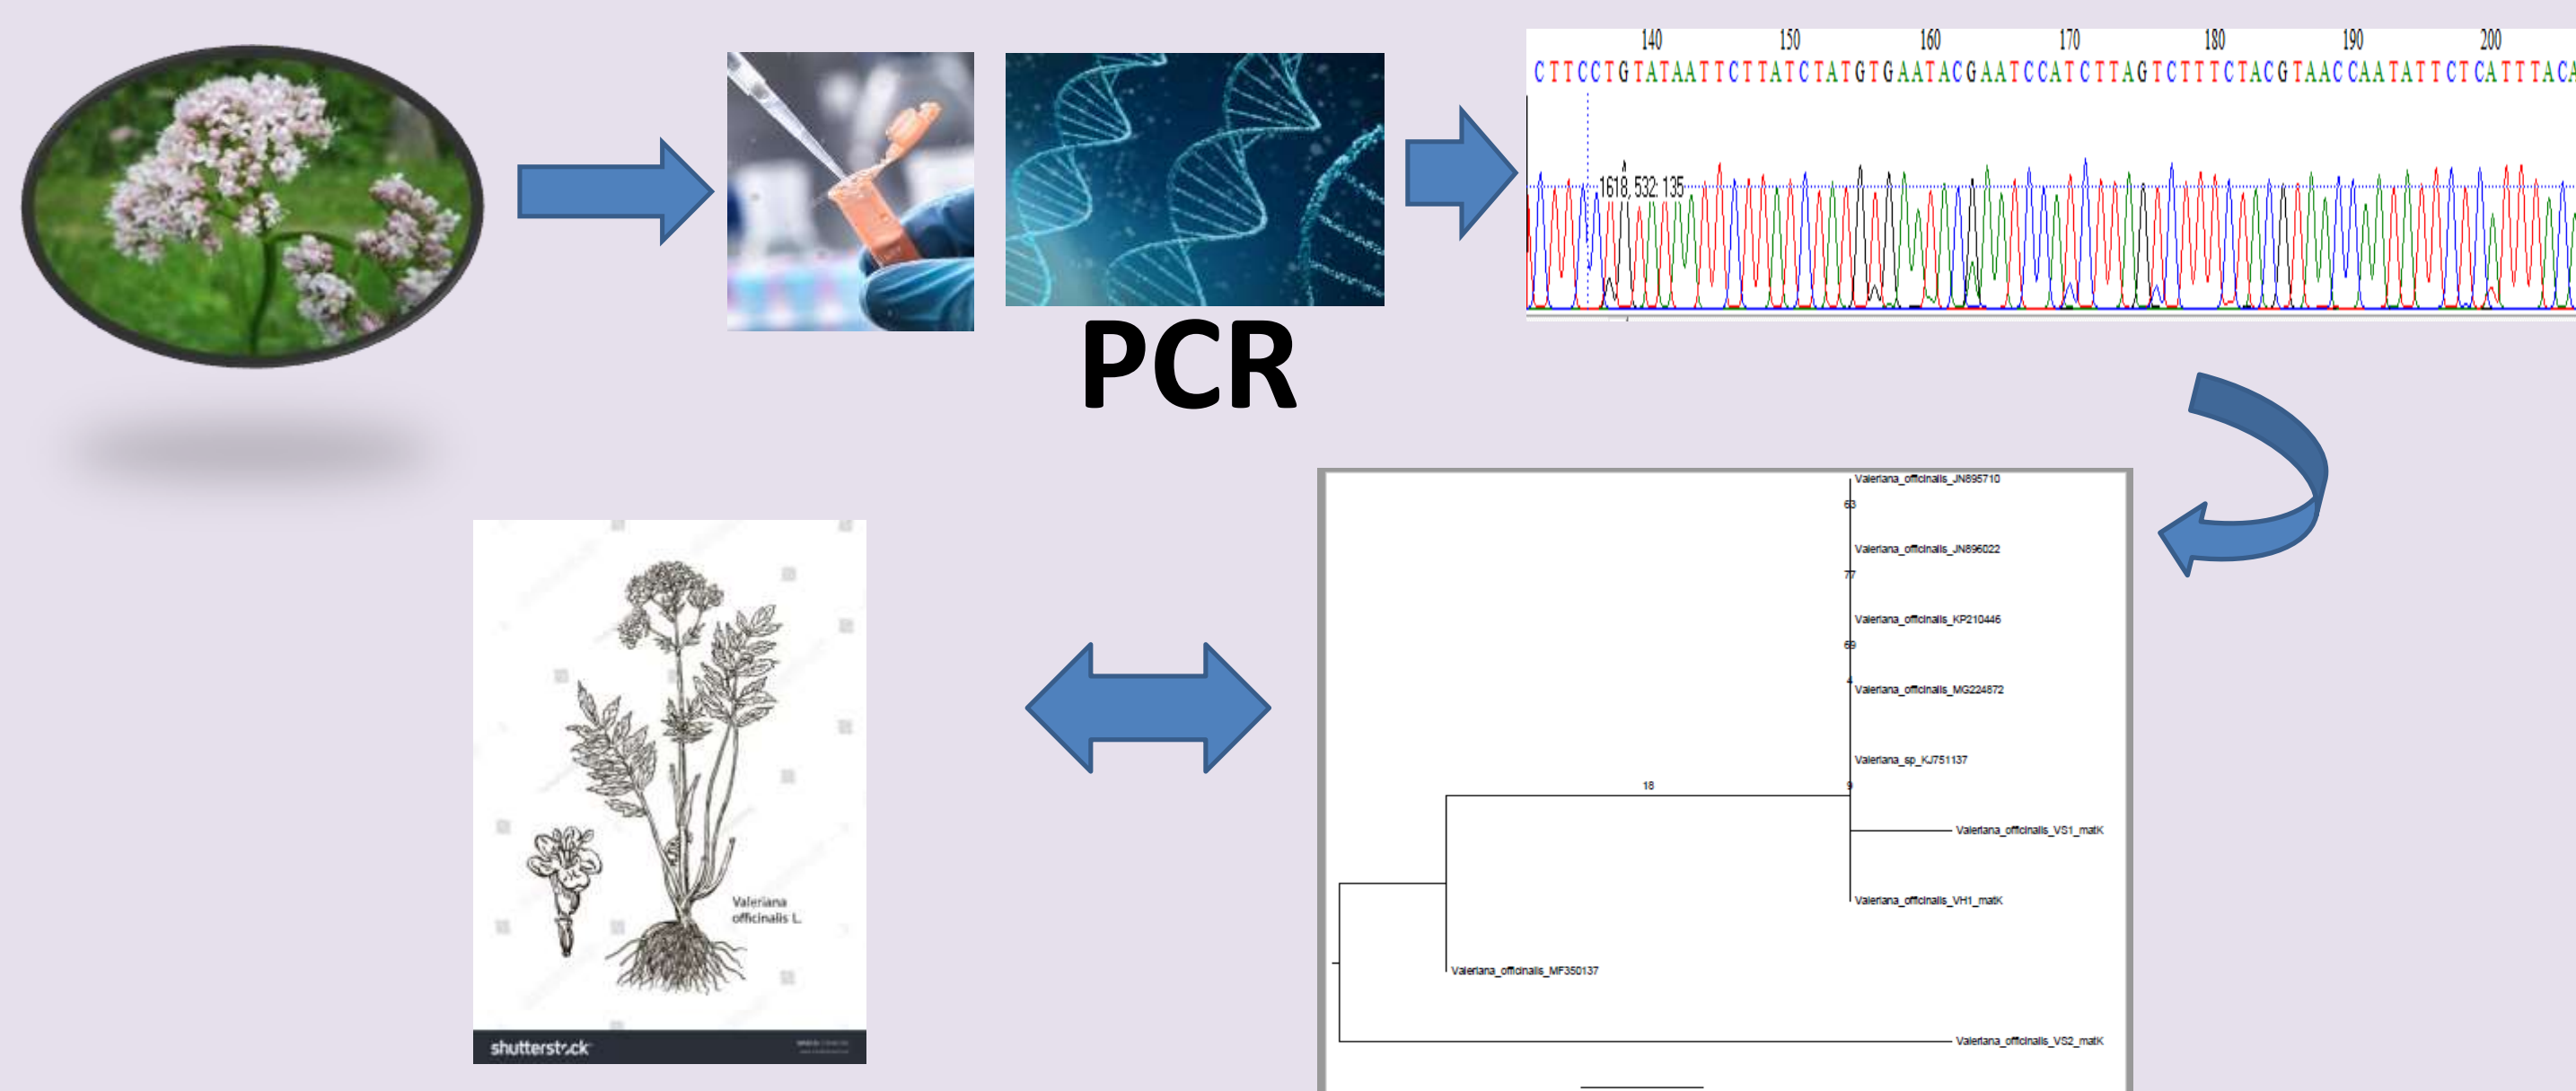 140 150 160 170 180 190 200
CTTCCTGTATAATTCTTATCTATGTGAATACGAATCCATCTTAGTCTTTCTACGTAACCAATATTCTCATTTACA
1618, 532: 135
PCR
Valeriana_officinalis_JN895710
63
Valeriana_officinalis_JN896022
77
Valeriana_officinalis_KP210446
69
4
Valeriana_officinalis_MG224872
Valeriana_sp_KJ751137
18
9
Valeriana_officinalis_VS1_matK
Valeriana_officinalis_VH1_matK
Valeriana_officinalis_MF350137
Valeriana_officinalis_VS2_matK
Valeriana
officinalis L.
shutterstock